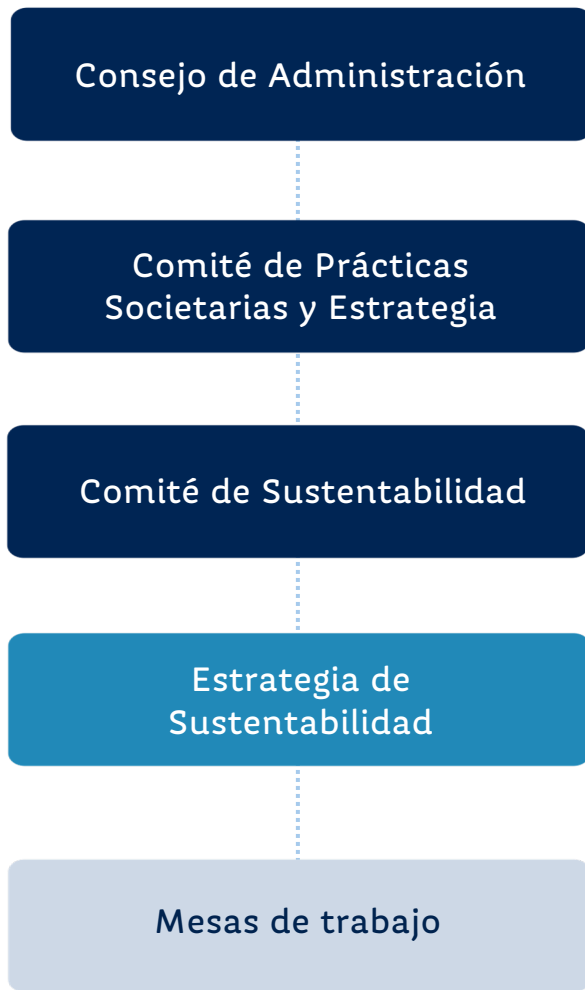 Consejo de Administración
Comité de Prácticas
Societarias y Estrategia
Comité de Sustentabilidad
Estrategia de
Sustentabilidad
Mesas de trabajo